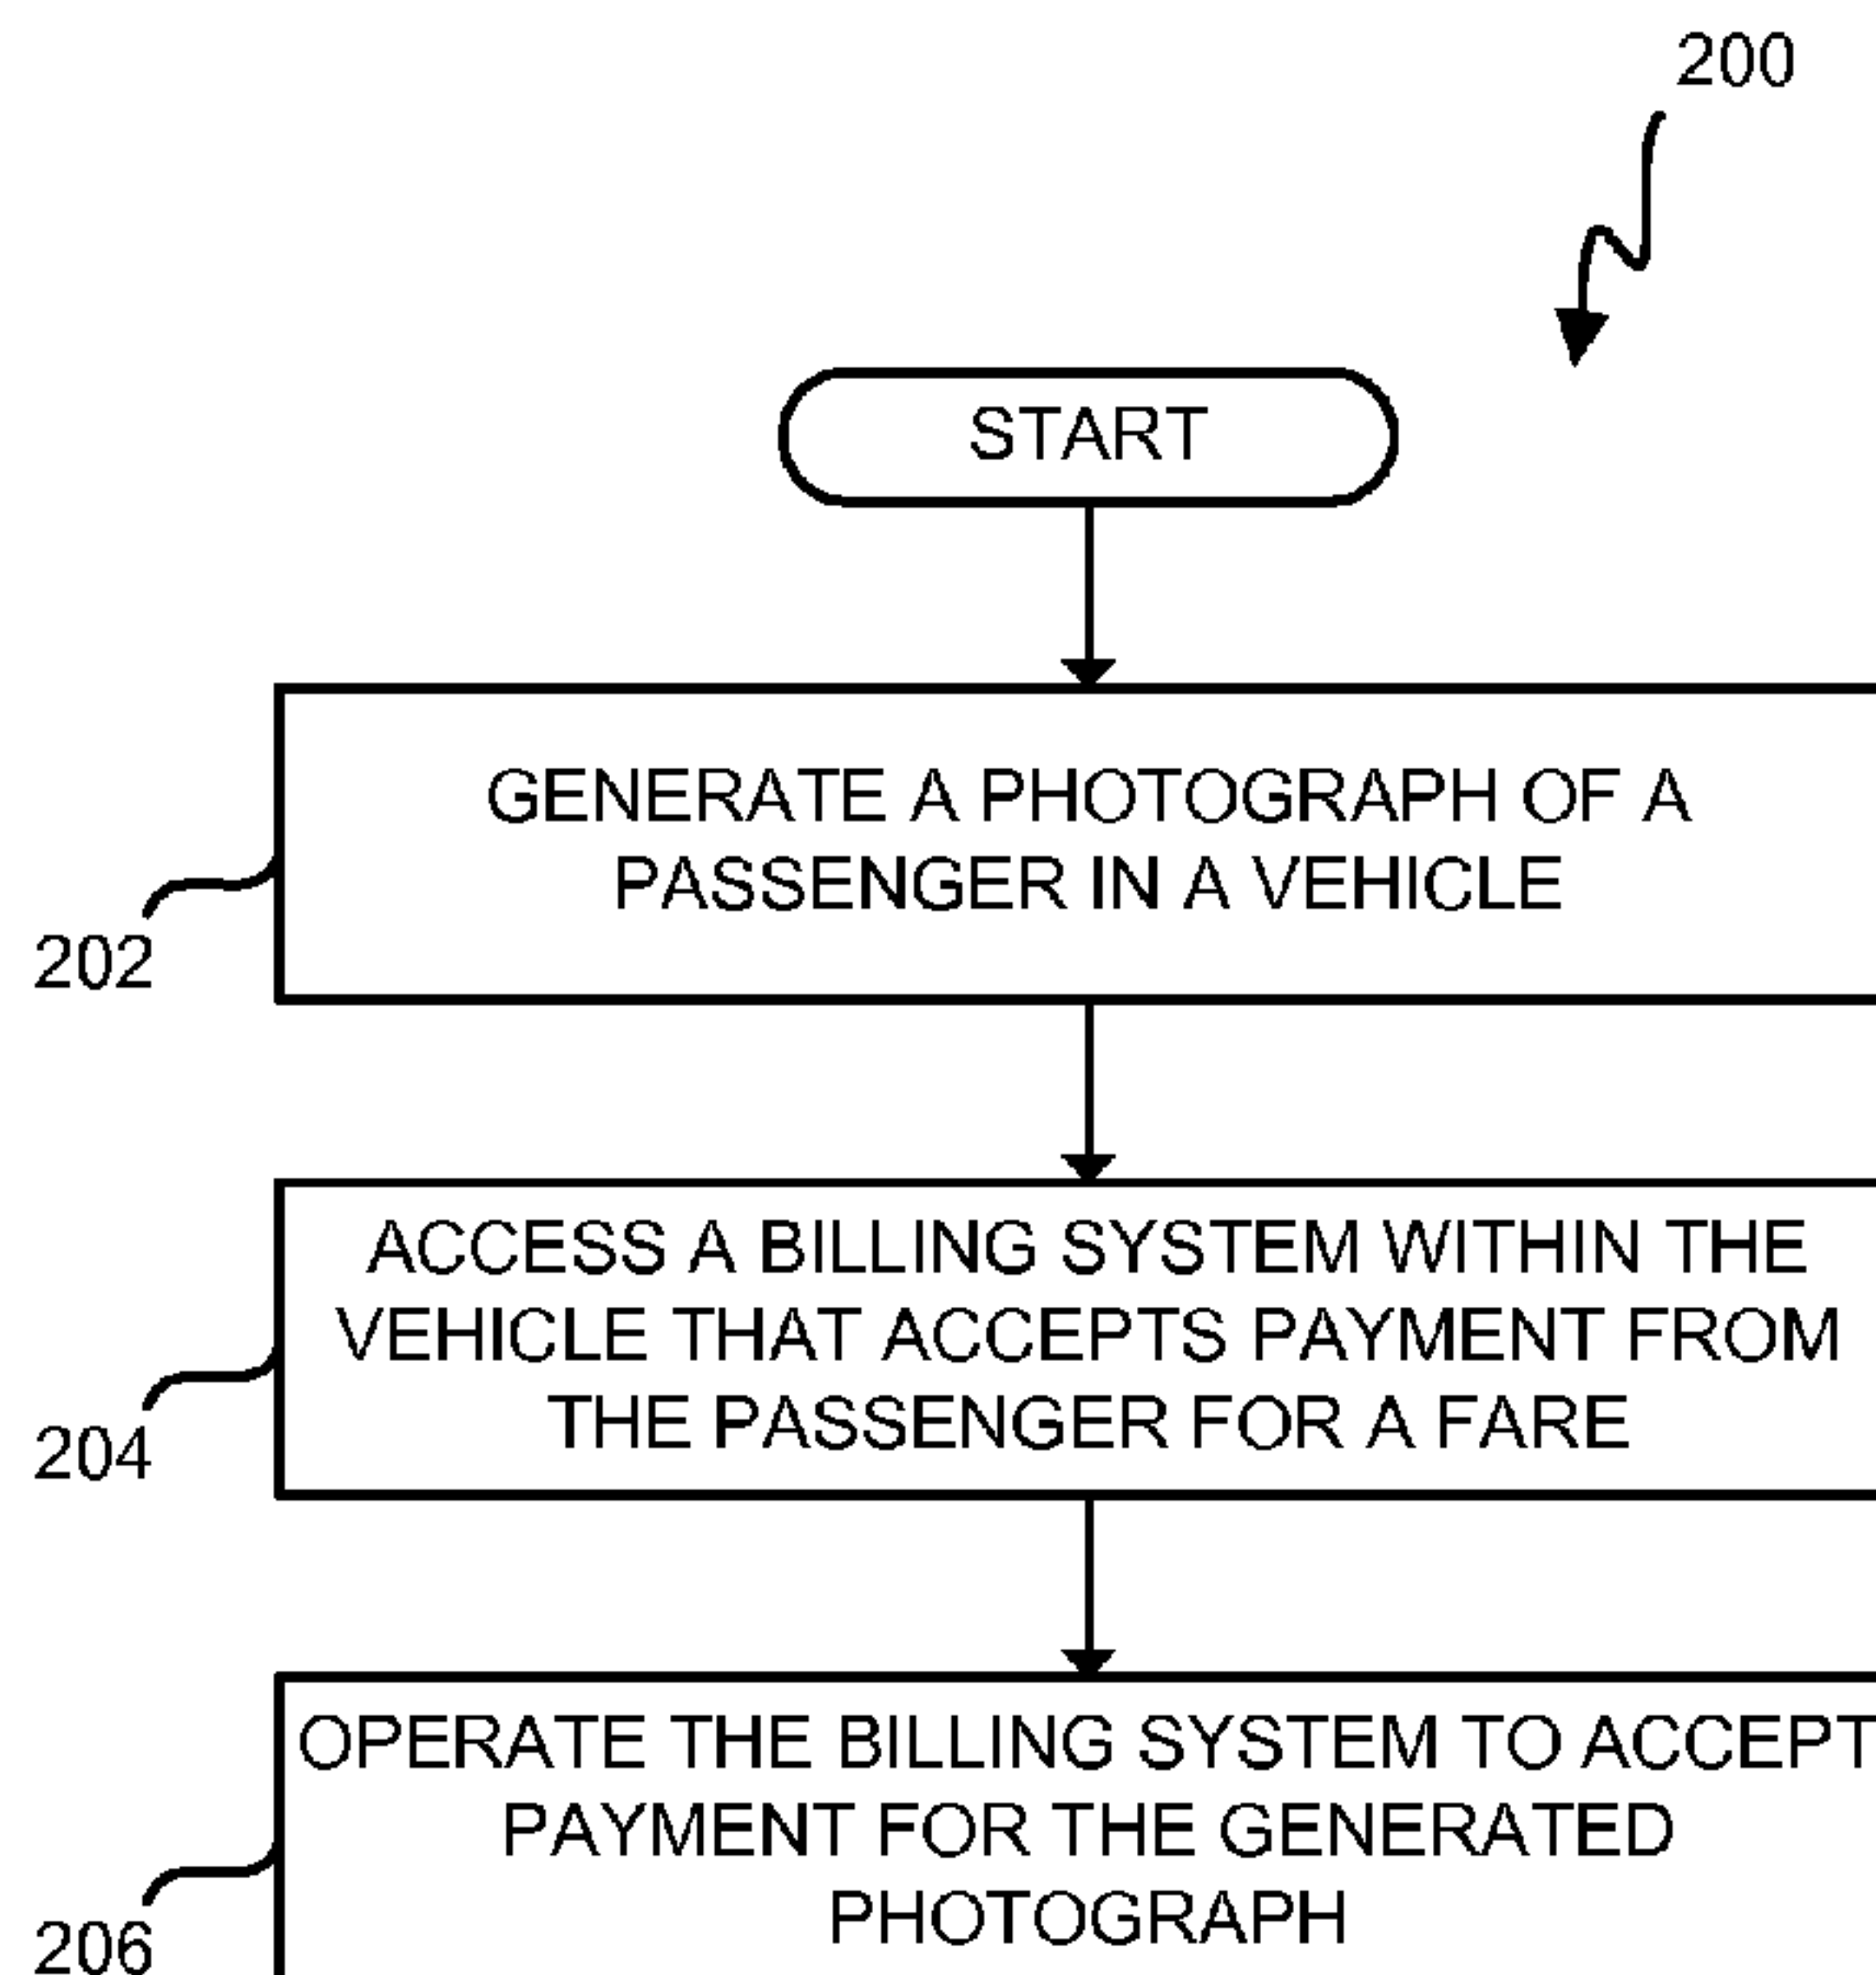 200
START
GENERATE A PHOTOGRAPH OF A
PASSENGER IN A VEHICLE
202
ACCESS A BILLING SYSTEM WITHIN THE
VEHICLE THAT ACCEPTS PAYMENT FROM
THE PASSENGER FOR A FARE
204
OPERATE THE BILLING SYSTEM TO ACCEPT
PAYMENT FOR THE GENERATED
PHOTOGRAPH
206